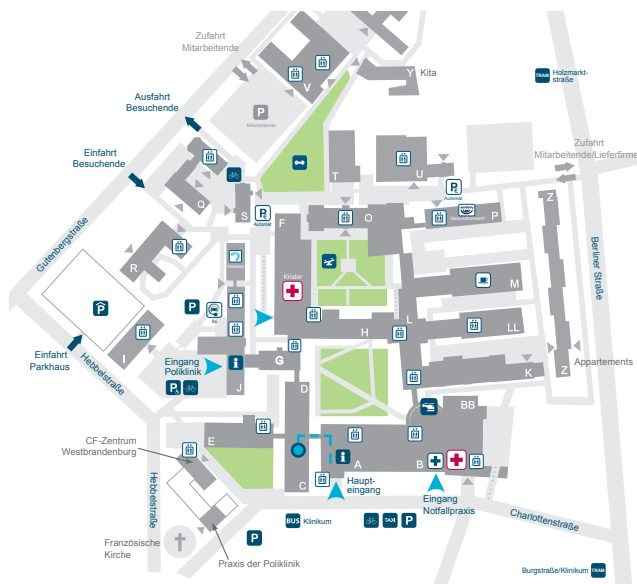 Zufahrt
Mitarbeitende
Y
Kita
TRAM
Holzmarkt-
straße
V
Ausfahrt
Besuchende
P
Mitarbeitende
Zufahrt
Mitarbeitende/Lieferfirmen
Einfahrt
Besuchende
T
U
Q
S
P
Automat
F
O
P
Automat
P
Z
Gutenbergstraße
R
Kinder
M
Berliner Straße
P
P
L
LL
H
I
Einfahrt
Parkhaus
Eingang
Poliklinik
i
G
J
D
K
Z
Appartements
Hebbelstraße
P
BB
CF-Zentrum
Westbrandenburg
E
i
A
B
C
Haupt-
eingang
Eingang
Notfallpraxis
Hebbelstraße
BUS
Klinikum
TAXI
P
Charlottenstraße
P
Französische
Kirche
Praxis der Poliklinik
Burgstraße/Klinikum
TRAM